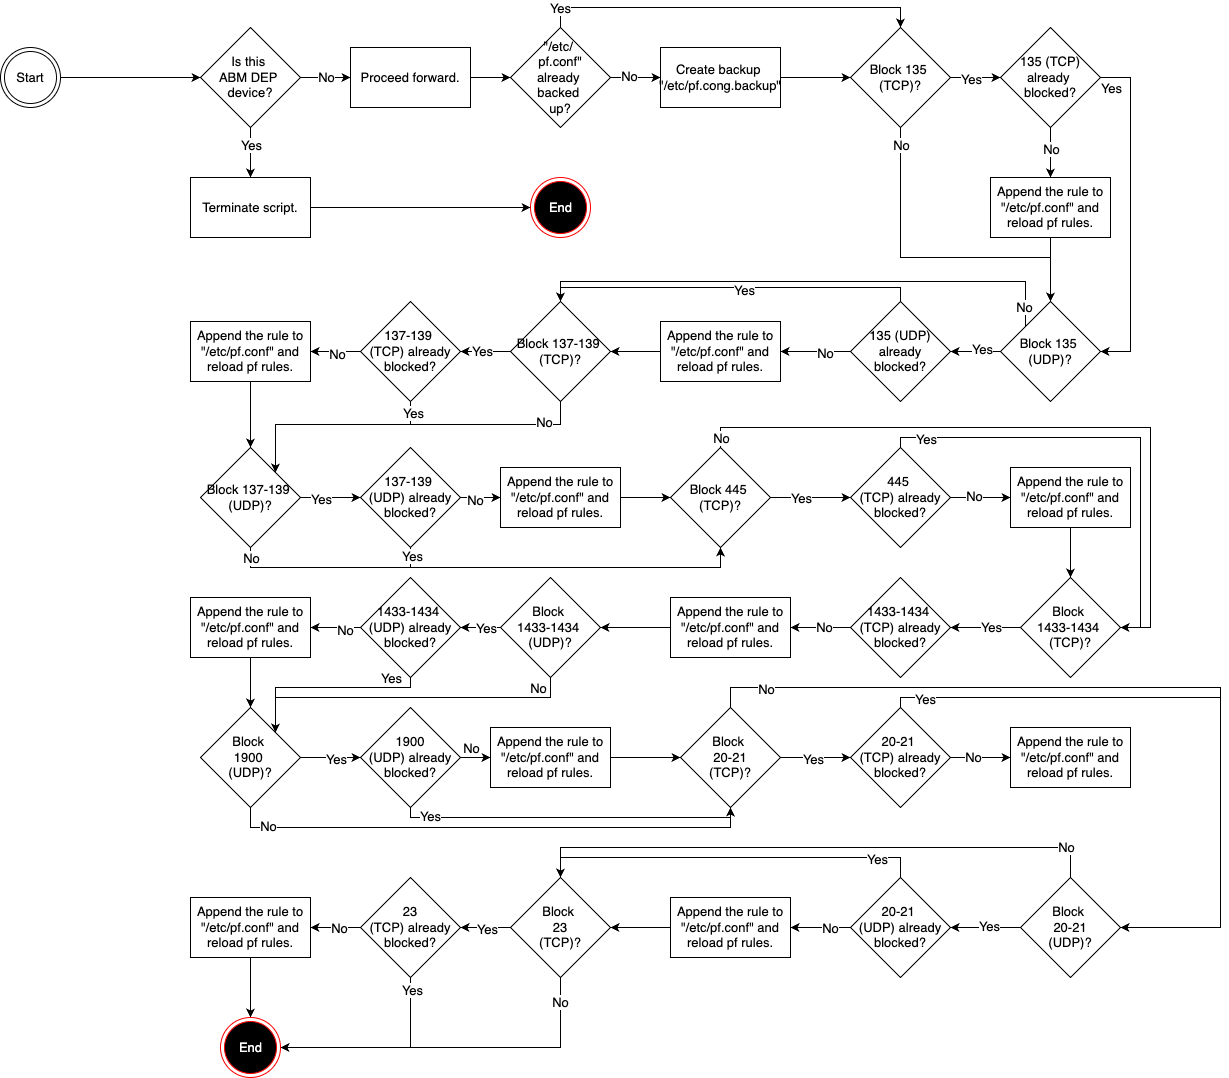 Yes
Start
Is this
ABM DEP
device?
No
Proceed forward.
"/etc/
pf.conf"
already
backed
up?
No
Create backup
"/etc/pf.cong.backup"
Block 135
(TCP)?
Yes
135 (TCP)
already
blocked?
Yes
Yes
No
No
Terminate script.
End
Append the rule to
"/etc/pf.conf" and
reload pf rules.
Yes
No
Append the rule to
"/etc/pf.conf" and
reload pf rules.
No
137-139
(TCP) already
blocked?
Yes
Block 137-139
(TCP)?
Append the rule to
"/etc/pf.conf" and
reload pf rules.
No
135 (UDP)
already
blocked?
Yes
Block 135
(UDP)?
Yes
No
Block 137-139
(UDP)?
Yes
137-139
(UDP) already
blocked?
No
Append the rule to
"/etc/pf.conf" and
reload pf rules.
No
Block 445
(TCP)?
Yes
Yes
445
(TCP) already
blocked?
No
Append the rule to
"/etc/pf.conf" and
reload pf rules.
No
Yes
Append the rule to
"/etc/pf.conf" and
reload pf rules.
No
1433-1434
(UDP) already
blocked?
Yes
Block
1433-1434
(UDP)?
Append the rule to
"/etc/pf.conf" and
reload pf rules.
No
1433-1434
(TCP) already
blocked?
Yes
Block
1433-1434
(TCP)?
Yes
No
No
Yes
Block
1900
(UDP)?
Yes
1900
(UDP) already
blocked?
No
Append the rule to
"/etc/pf.conf" and
reload pf rules.
Block
20-21
(TCP)?
Yes
20-21
(TCP) already
blocked?
No
Append the rule to
"/etc/pf.conf" and
reload pf rules.
No
Yes
No
Yes
Append the rule to
"/etc/pf.conf" and
reload pf rules.
No
23
(TCP) already
blocked?
Yes
Block
23
(TCP)?
Append the rule to
"/etc/pf.conf" and
reload pf rules.
No
20-21
(UDP) already
blocked?
Yes
Block
20-21
(UDP)?
Yes
No
End